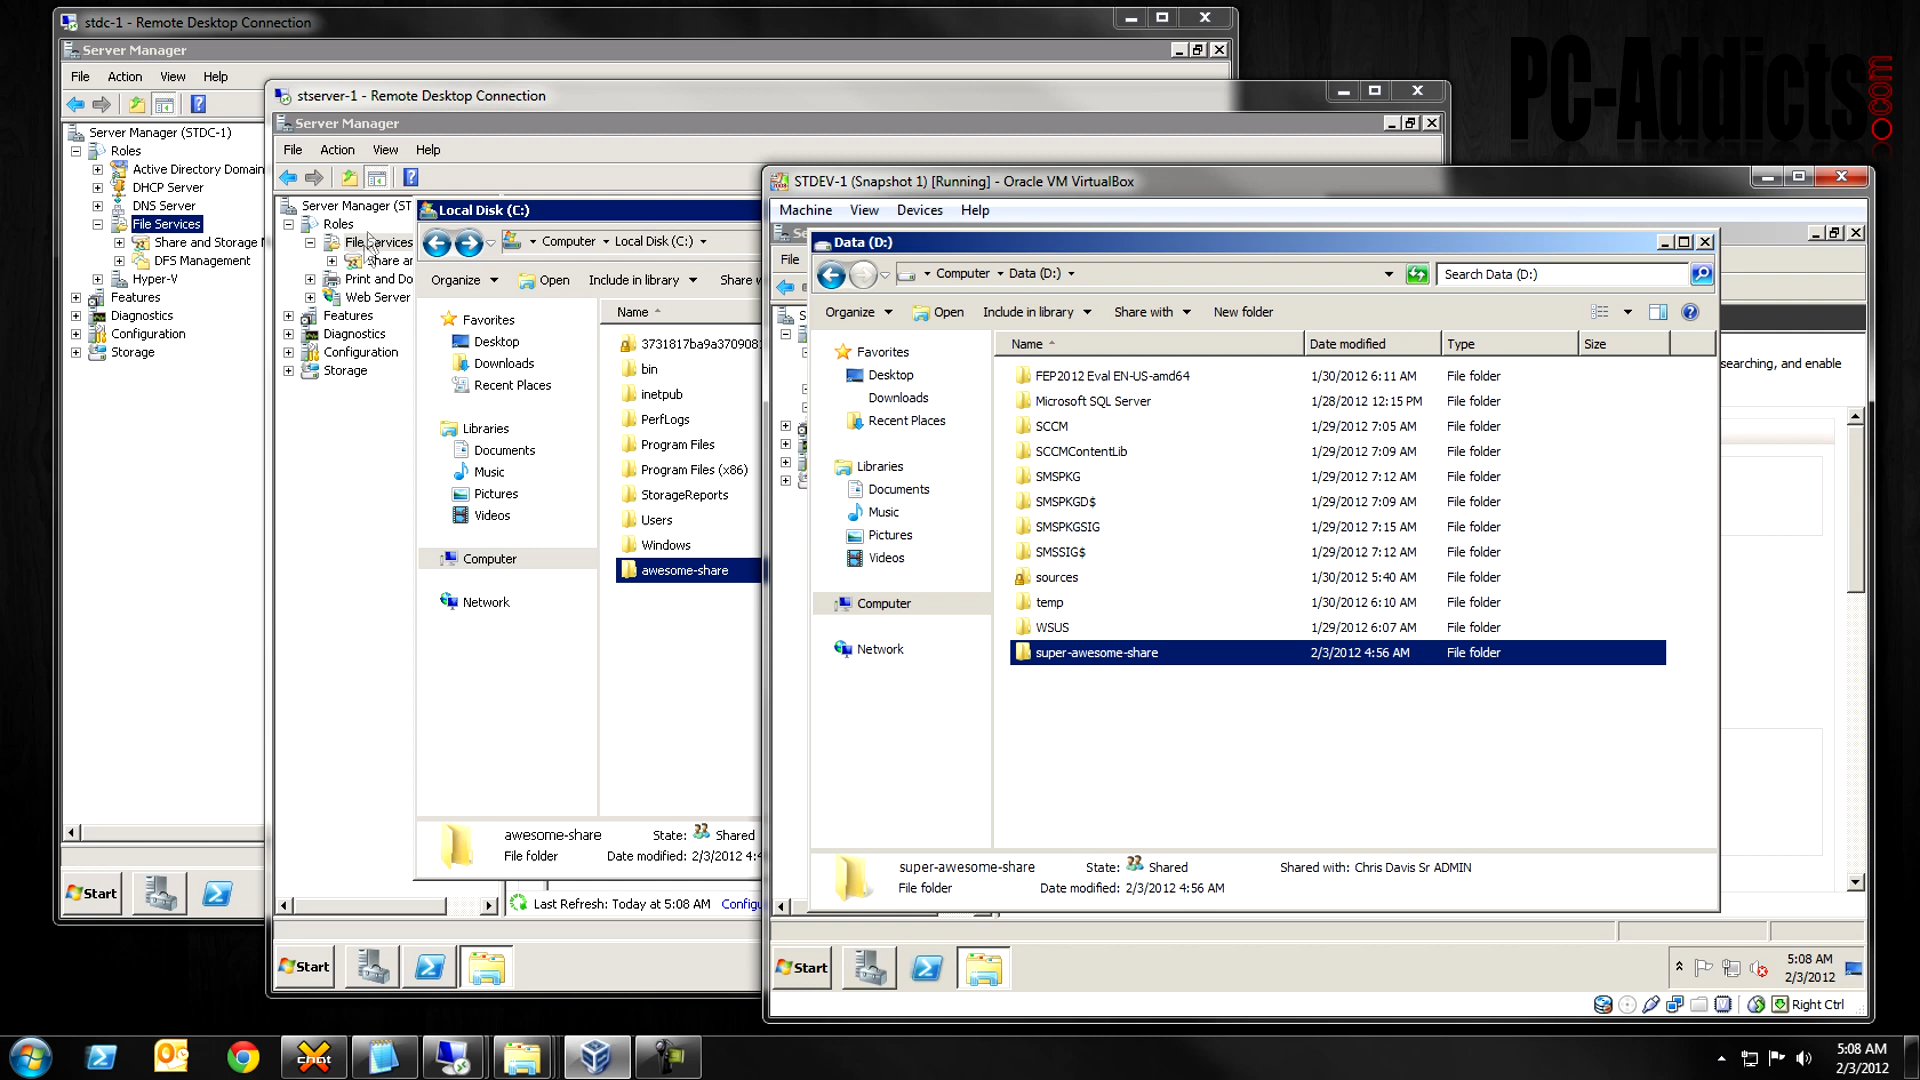 stdc-1 - Remote Desktop Connection
Server Manager
File Action View Help
Server Manager (STDC-1)
Roles
Active Directory Domain
DHCP Server
DNS Server
File Services
Share and Storage
DFS Management
Hyper-V
Features
Diagnostics
Configuration
Storage
Start
stserver-1 - Remote Desktop Connection
Server Manager
File Action View Help
Server Manager (ST
Roles
File Services
Share ar
Print and Do
Web Server
Features
Diagnostics
Configuration
Storage
Last Refresh: Today at 5:08 AM Config
Start
Local Disk (C:)
Computer Local Disk (C:)
Organize Open Include in library Share w
Favorites
Desktop
Downloads
Recent Places
Libraries
Documents
Music
Pictures
Videos
Computer
Network
Name
3731817ba9a370908
bin
inetpub
PerfLogs
Program Files
Program Files (x86)
StorageReports
Users
Windows
awesome-share
awesome-share State: Shared
File folder Date modified: 2/3/2012 4:4
PC-Addicts.com
STDEV-1 (Snapshot 1) [Running] - Oracle VM VirtualBox
Machine View Devices Help
Se
File
S
Data (D:)
Computer Data (D:) Search Data (D:)
Organize Open Include in library Share with New folder
Favorites
Desktop
Downloads
Recent Places
Libraries
Documents
Music
Pictures
Videos
Computer
Network
Name Date modified Type Size
FEP2012 Eval EN-US-amd64 1/30/2012 6:11 AM File folder
Microsoft SQL Server 1/28/2012 12:15 PM File folder
SCCM 1/29/2012 7:05 AM File folder
SCCMContentLib 1/29/2012 7:09 AM File folder
SMSPKG 1/29/2012 7:12 AM File folder
SMSPKGD$ 1/29/2012 7:09 AM File folder
SMSPKGSIG 1/29/2012 7:15 AM File folder
SMSSIG$ 1/29/2012 7:12 AM File folder
sources 1/30/2012 5:40 AM File folder
temp 1/30/2012 6:10 AM File folder
WSUS 1/29/2012 6:07 AM File folder
super-awesome-share 2/3/2012 4:56 AM File folder
searching, and enable
super-awesome-share State: Shared Shared with: Chris Davis Sr ADMIN
File folder Date modified: 2/3/2012 4:56 AM
Start
5:08 AM
2/3/2012
Right Ctrl
chat
5:08 AM
2/3/2012